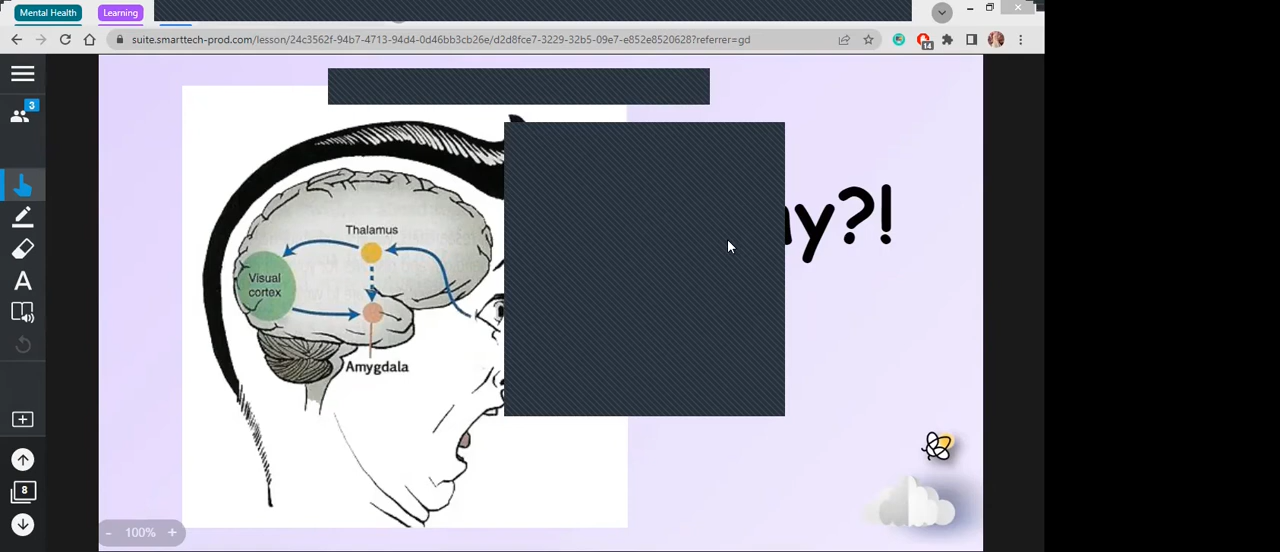 Mental Health Learning
suite.smarttech-prod.com/lesson/24c3562f-94b7-4713-94d4-0d46bb3cb26e/d2d8fce7-3229-32b5-09e7-e852e8520628?referrer=gd
14
3
Thalamus
Visual
cortex
Amygdala
A
8
100%